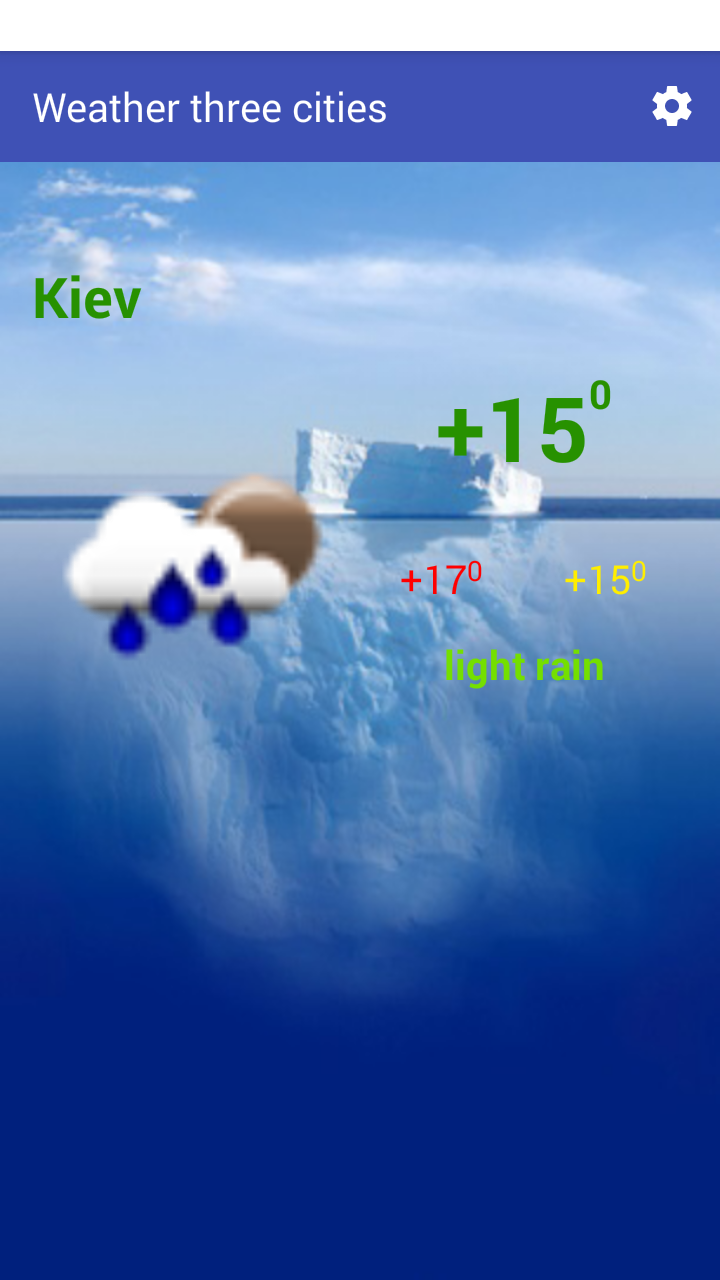 Weather three cities
Kiev
+15⁰
+17⁰ +15⁰
light rain